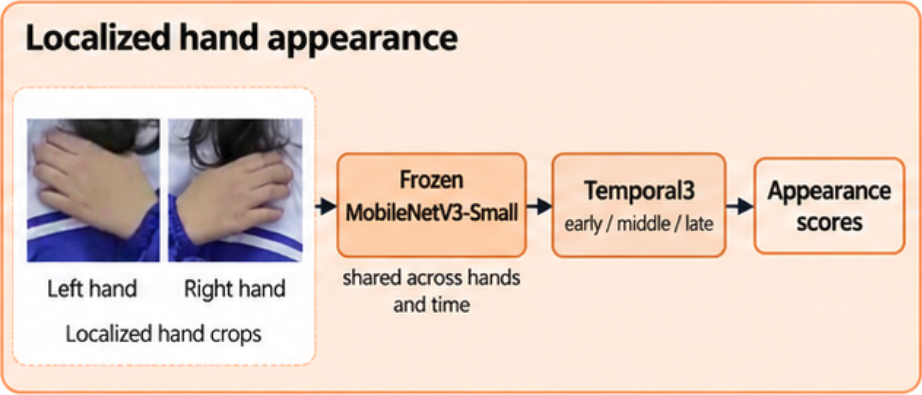 Localized hand appearance
Left hand
Right hand
Localized hand crops
Frozen
MobileNetV3-Small
shared across hands
and time
Temporal3
early / middle / late
Appearance
scores